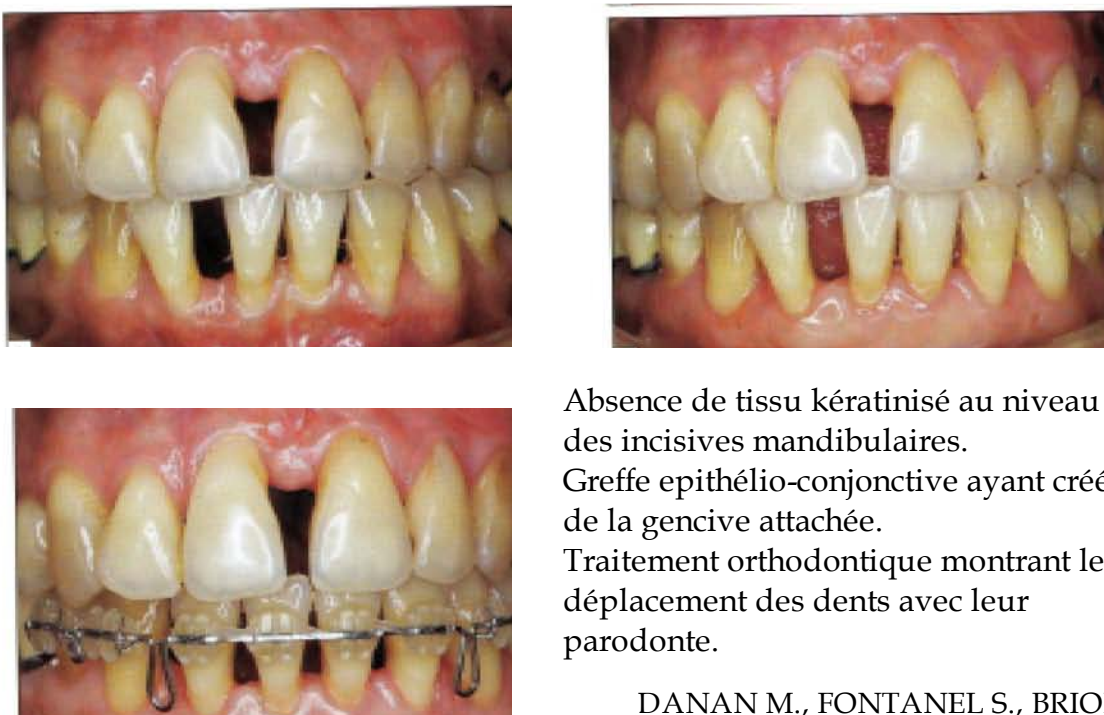 Absence de tissu kératinisé au niveau
des incisives mandibulaires.
Greffe epithélio-conjonctive ayant créé
de la gencive attachée.
Traitement orthodontique montrant le
déplacement des dents avec leur
parodonte.
DANAN M., FONTANEL S., BRIO